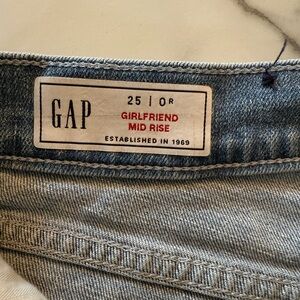 GAP
25 | 0R
GIRLFRIEND
MID RISE
ESTABLISHED IN 1969